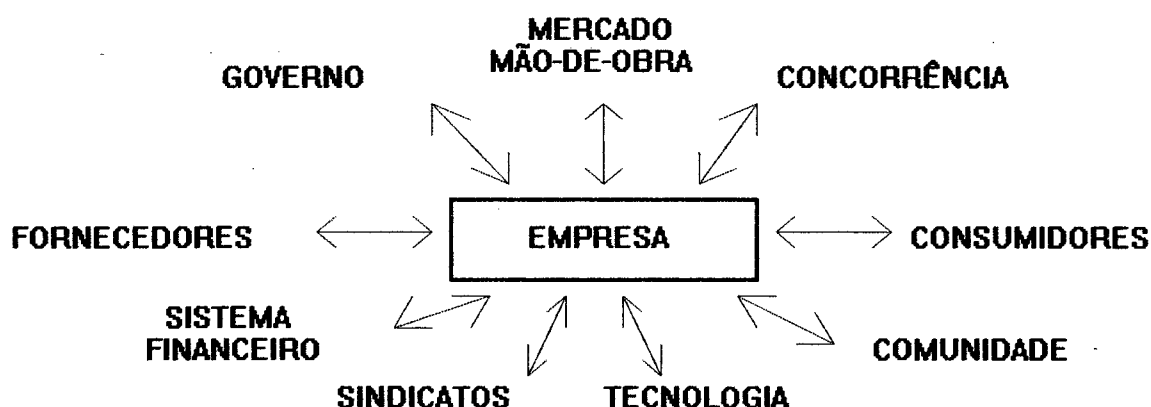 MERCADO
MÃO-DE-OBRA
GOVERNO
CONCORRÊNCIA
FORNECEDORES
EMPRESA
CONSUMIDORES
SISTEMA
FINANCEIRO
COMUNIDADE
SINDICATOS
TECNOLOGIA